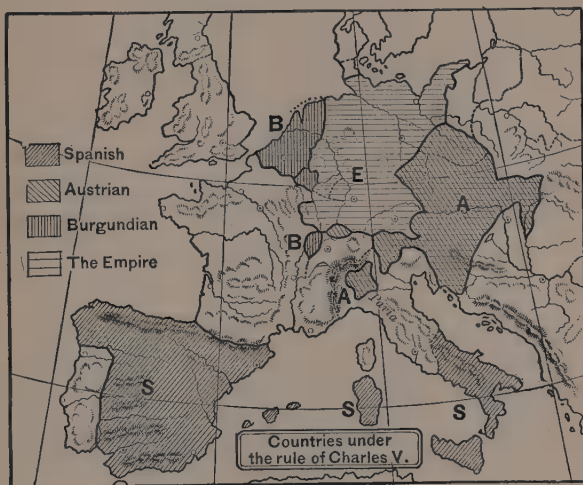 B
Spanish
Austrian
E
A
Burgundian
B
The Empire
A
S
S
S
Countries under
the rule of Charles V.